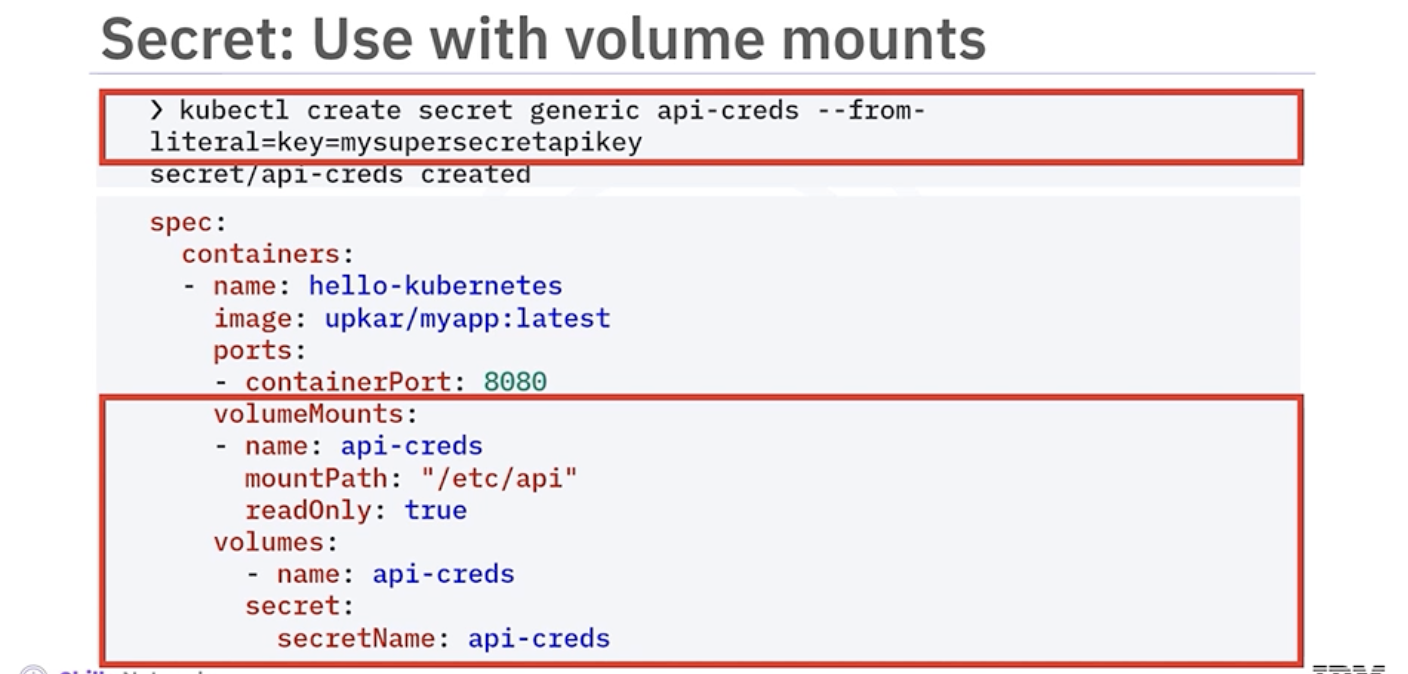 Secret: Use with volume mounts
❯ kubectl create secret generic api-creds --from-
literal=key=mysupersecretapikey
secret/api-creds created
spec:
  containers:
  - name: hello-kubernetes
    image: upkar/myapp:latest
    ports:
    - containerPort: 8080
    volumeMounts:
    - name: api-creds
      mountPath: "/etc/api"
      readOnly: true
    volumes:
      - name: api-creds
      secret:
        secretName: api-creds